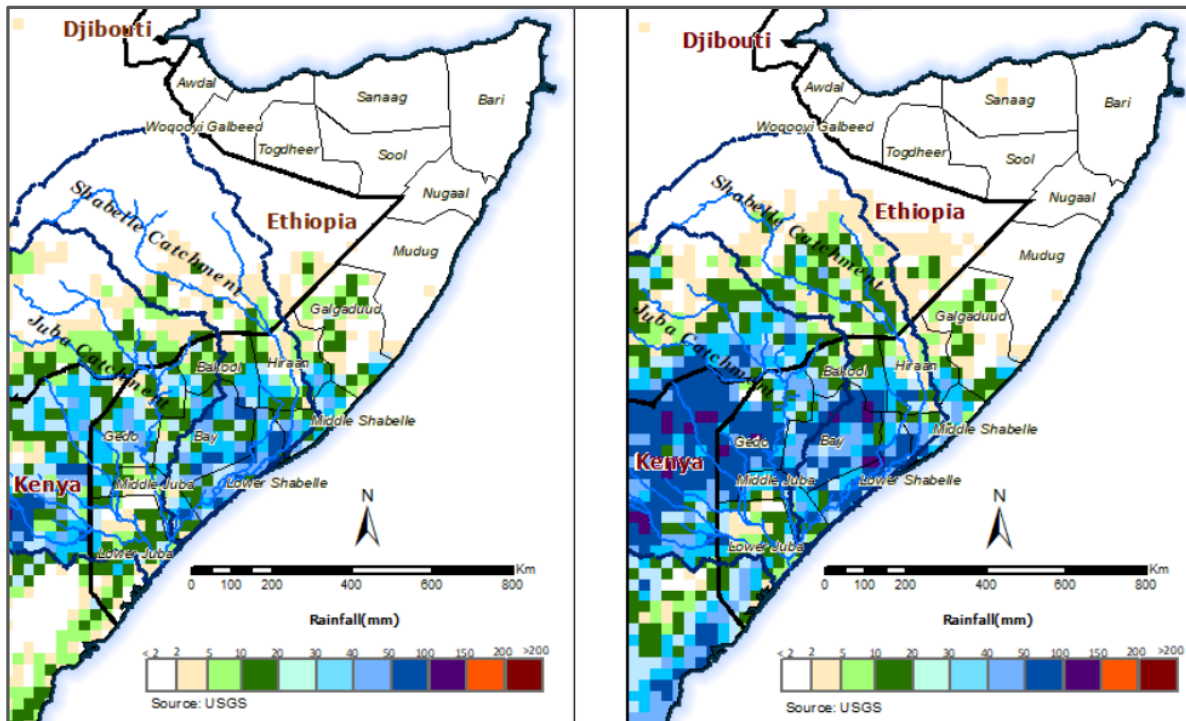 Djibouti
Awdal
Sanaag
Bari
Woqooyi Galbeed
Togdheer
Sool
Nugaal
Shabelle Catchment
Ethiopia
Mudug
Galgaduud
Juba Catchment
Bakool
Hiraan
Gedo
Bay
Middle Shabelle
Kenya
Middle Juba
Lower Shabelle
N
Lower Juba
Km
0 100 200 400 600 800
Rainfall(mm)
< 2 2 5 10 20 30 40 50 100 150 200 >200
Source: USGS
Djibouti
Awdal
Sanaag
Bari
Woqooyi Galbeed
Togdheer
Sool
Nugaal
Shabelle Catchment
Ethiopia
Mudug
Galgaduud
Juba Catchment
Bakool
Hiraan
Gedo
Bay
Middle Shabelle
Kenya
Middle Juba
Lower Shabelle
N
Lower Juba
Km
0 100 200 400 600 800
Rainfall(mm)
< 2 2 5 10 20 30 40 50 100 150 200 >200
Source: USGS